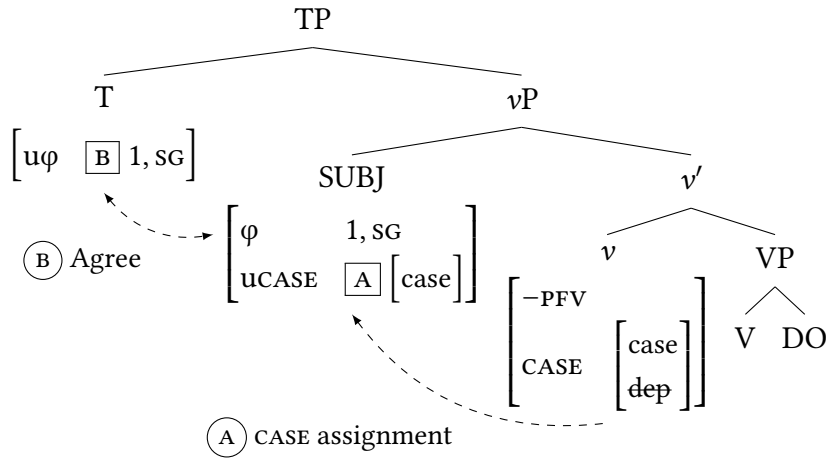 TP
T vP
[uφ B 1, SG]
SUBJ v′
[φ 1, SG
uCASE A [case]]
B Agree
v VP
[−PFV
CASE [case
dep]]
V DO
A CASE assignment